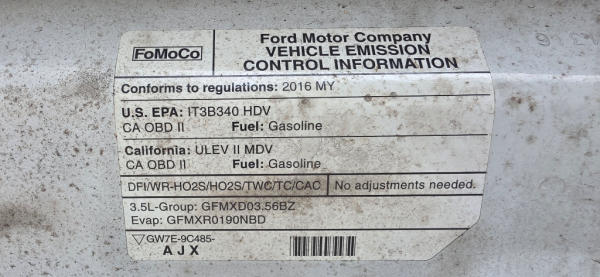 FoMoCo
Ford Motor Company
VEHICLE EMISSION
CONTROL INFORMATION
Conforms to regulations: 2016 MY
U.S. EPA: IT3B340 HDV
CA OBD II Fuel: Gasoline
California: ULEV II MDV
CA OBD II Fuel: Gasoline
DFI/WR-HO2S/HO2S/TWC/TC/CAC No adjustments needed.
3.5L-Group: GFMXD03.56BZ
Evap: GFMXR0190NBD
▽GW7E-9C485-
A J X